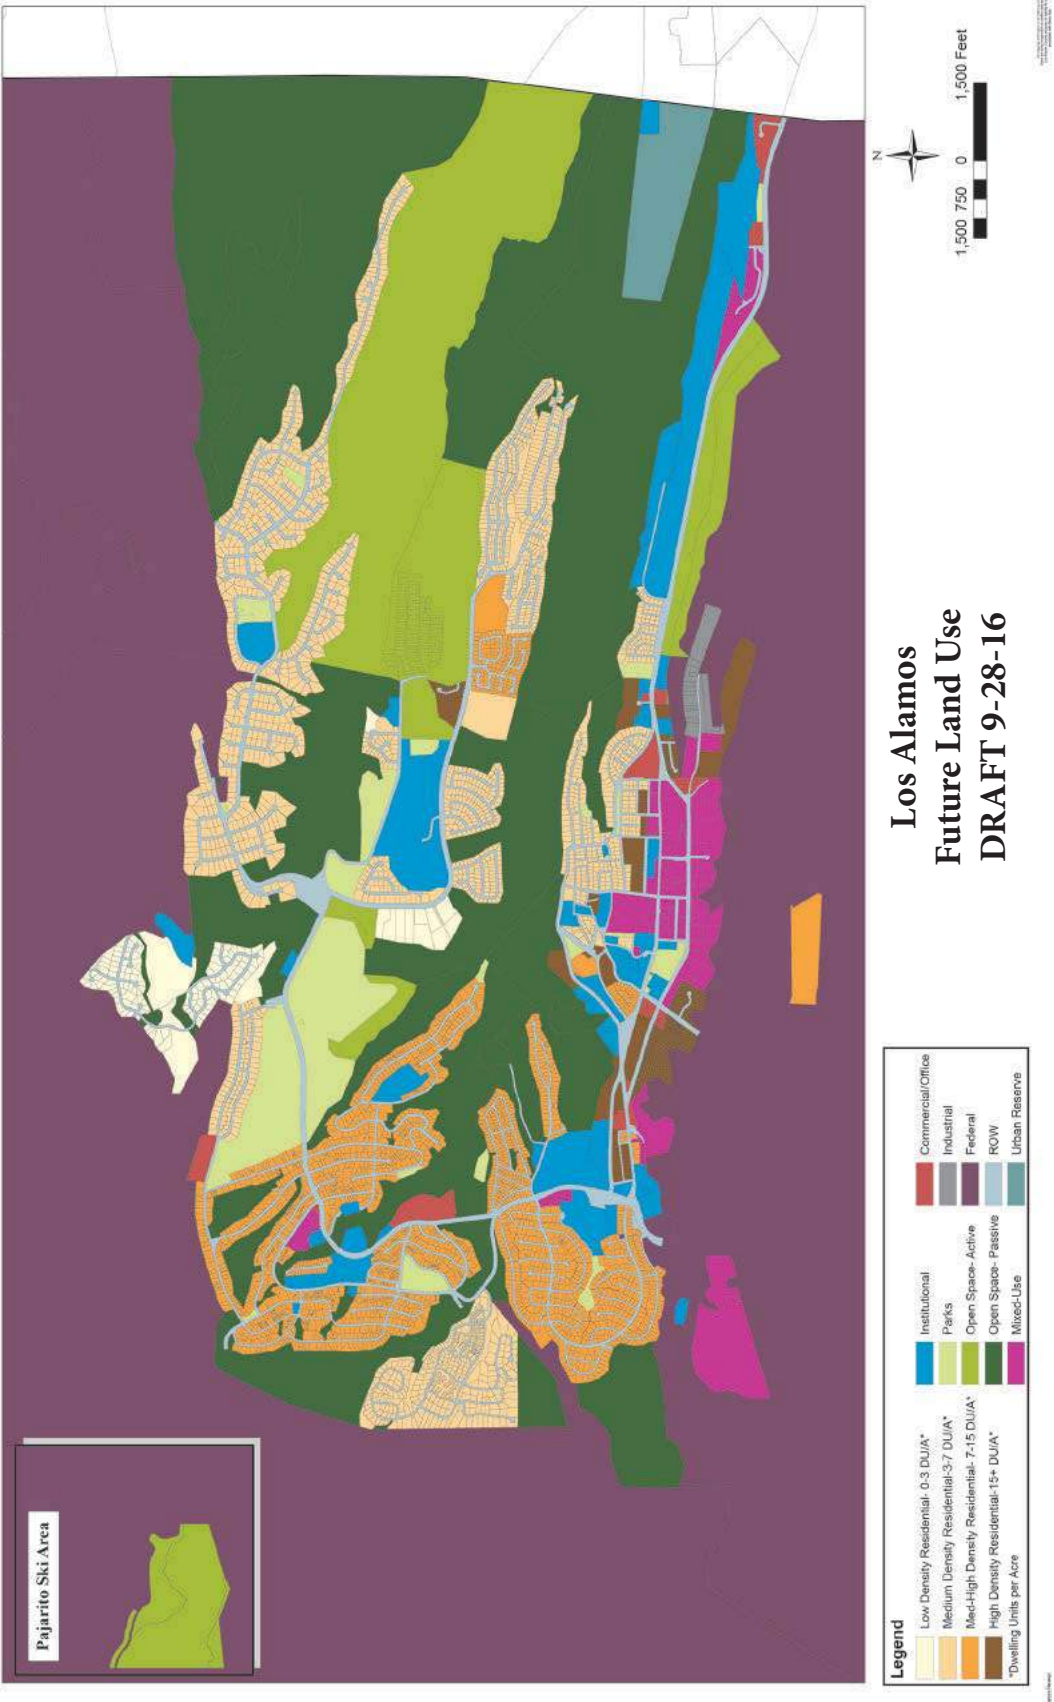 Pajarito Ski Area
Los Alamos
Future Land Use
DRAFT 9-28-16
N
1,500 750 0 1,500 Feet
Legend
Low Density Residential- 0-3 DU/A*
Medium Density Residential-3-7 DU/A*
Med-High Density Residential- 7-15 DU/A*
High Density Residential-15+ DU/A*
*Dwelling Units per Acre
Institutional
Parks
Open Space- Active
Open Space- Passive
Mixed-Use
Commercial/Office
Industrial
Federal
ROW
Urban Reserve